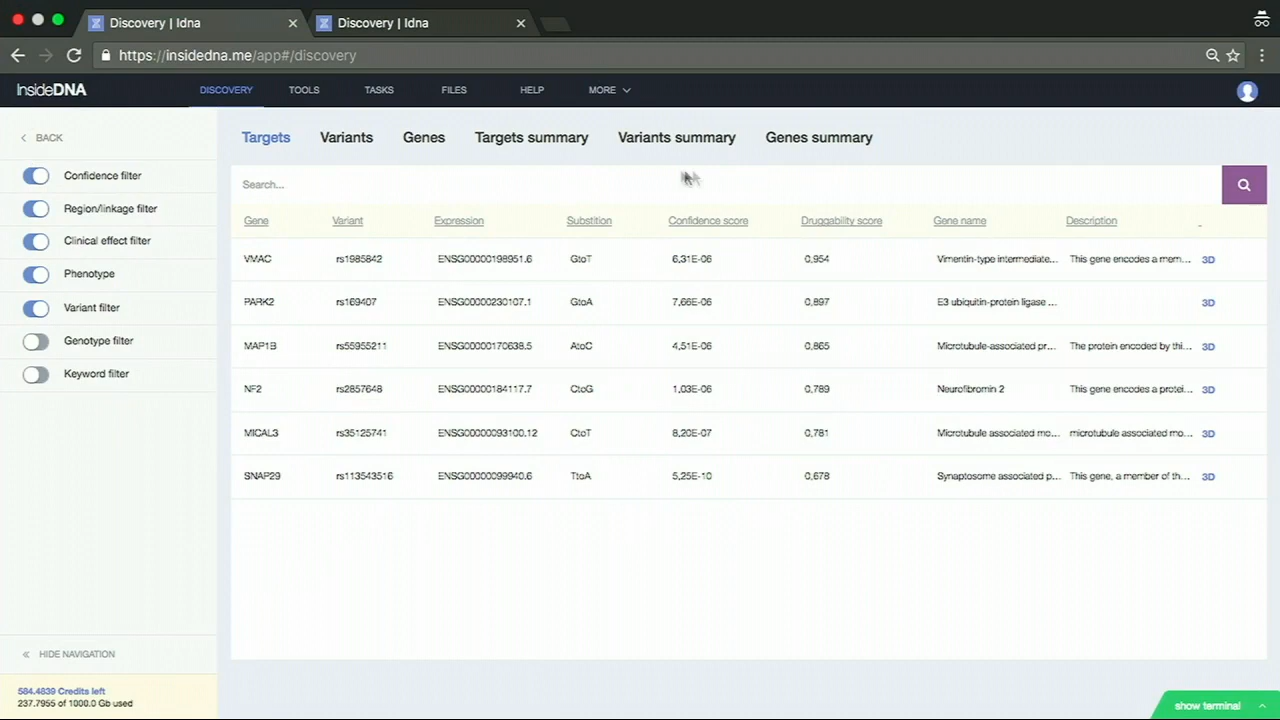 Discovery | Idna
Discovery | Idna
https://insidedna.me/app#/discovery
InsideDNA
DISCOVERY
TOOLS
TASKS
FILES
HELP
MORE
BACK
Confidence filter
Region/linkage filter
Clinical effect filter
Phenotype
Variant filter
Genotype filter
Keyword filter
HIDE NAVIGATION
584.4839 Credits left
237.7955 of 1000.0 Gb used
Targets Variants Genes Targets summary Variants summary Genes summary
Search...
Gene Variant Expression Substition Confidence score Druggability score Gene name Description
VMAC rs1985842 ENSG00000198951.6 GtoT 6,31E-06 0,954 Vimentin-type intermediate... This gene encodes a mem... 3D
PARK2 rs169407 ENSG00000230107.1 GtoA 7,66E-06 0,897 E3 ubiquitin-protein ligase ... 3D
MAP1B rs55955211 ENSG00000170638.5 AtoC 4,51E-06 0,865 Microtubule-associated pr... The protein encoded by thi... 3D
NF2 rs2857648 ENSG00000184117.7 CtoG 1,03E-06 0,789 Neurofibromin 2 This gene encodes a protei... 3D
MICAL3 rs35125741 ENSG00000093100.12 CtoT 8,20E-07 0,781 Microtubule associated mo... microtubule associated mo... 3D
SNAP29 rs113543516 ENSG00000099940.6 TtoA 5,25E-10 0,678 Synaptosome associated p... This gene, a member of th... 3D
show terminal